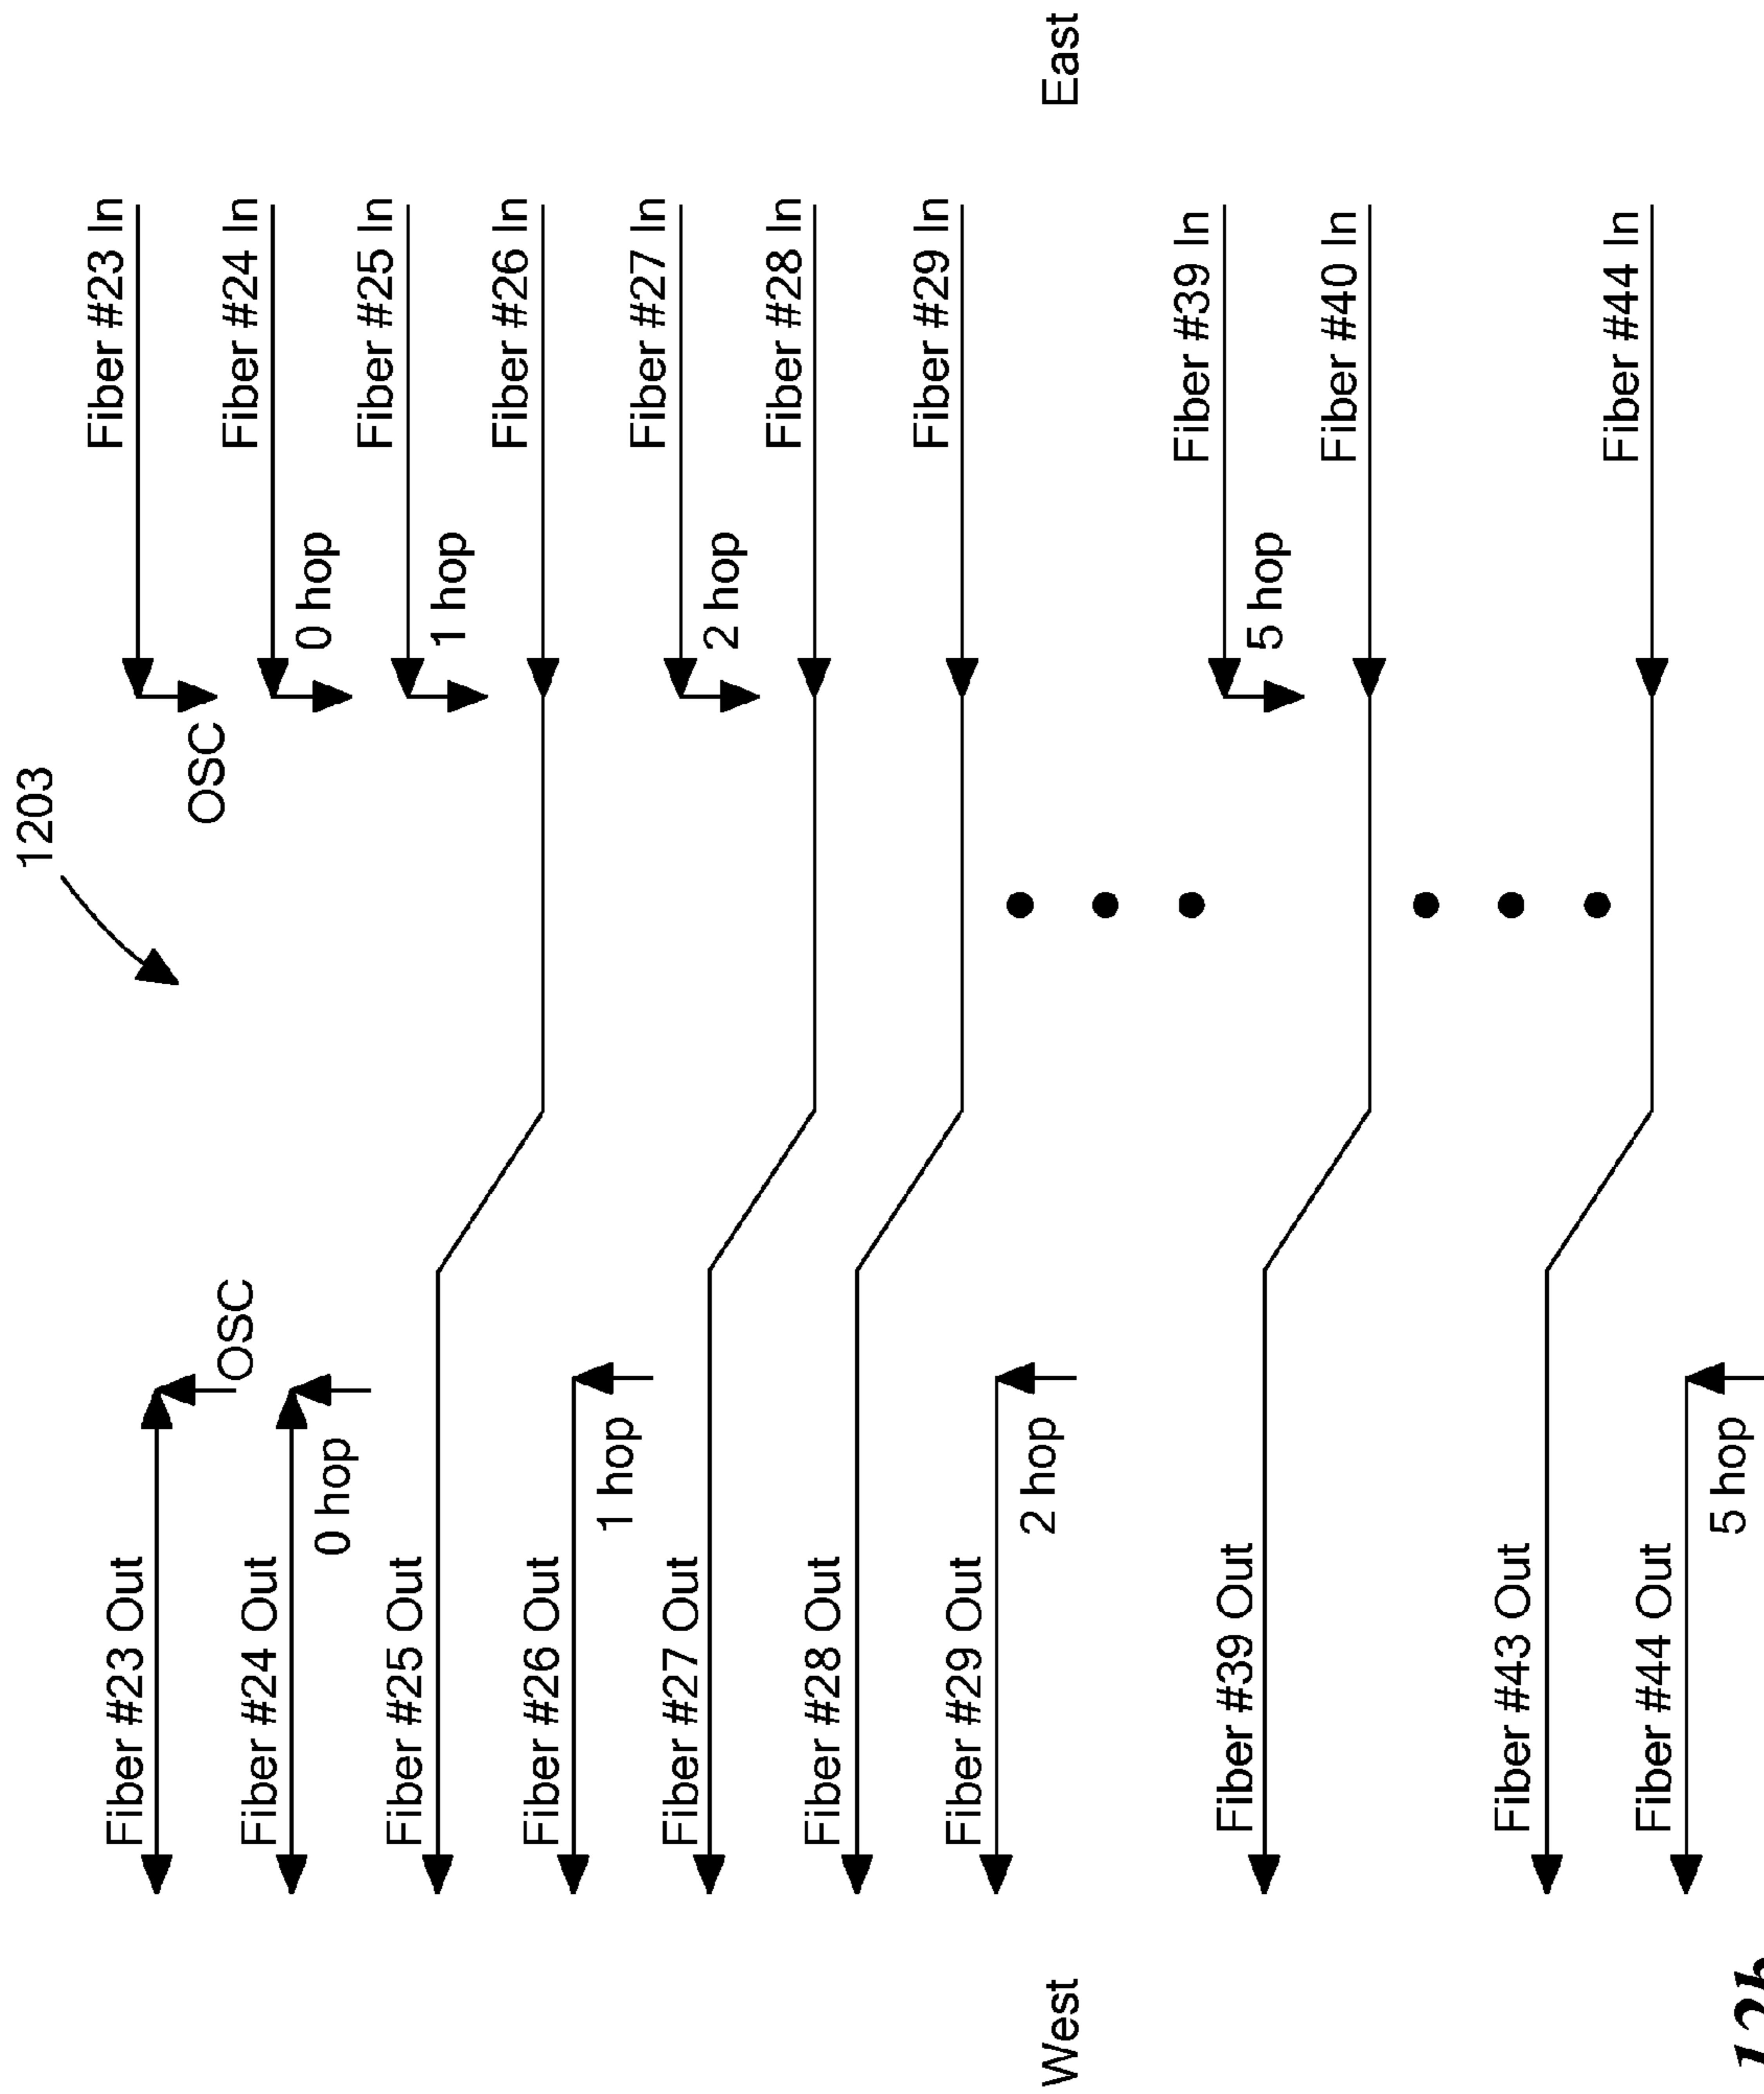 1203
West
East
Fiber #23 Out
OSC
Fiber #24 Out
0 hop
Fiber #25 Out
Fiber #26 Out
1 hop
Fiber #27 Out
Fiber #28 Out
Fiber #29 Out
2 hop
Fiber #39 Out
Fiber #43 Out
Fiber #44 Out
5 hop
Fiber #23 In
OSC
Fiber #24 In
0 hop
Fiber #25 In
1 hop
Fiber #26 In
Fiber #27 In
2 hop
Fiber #28 In
Fiber #29 In
Fiber #39 In
5 hop
Fiber #40 In
Fiber #44 In
12b